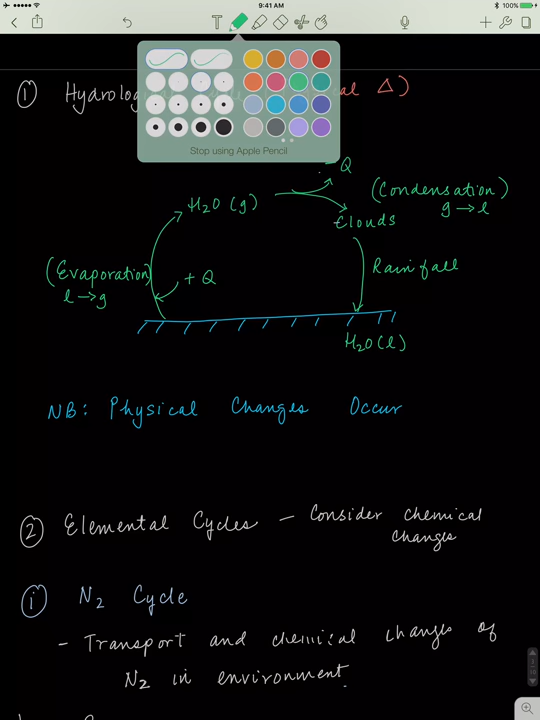 9:41 AM
100%
T
① Hydrolog al Δ)
Stop using Apple Pencil
- Q
H2O (g)
(Condensation)
g → l
Clouds
(Evaporation)
l → g
+ Q
Rainfall
H2O(l)
NB: Physical Changes Occur
② Elemental Cycles - Consider chemical
changes
ⓘ N2 Cycle
- Transport and chemical changes of
N2 in environment.